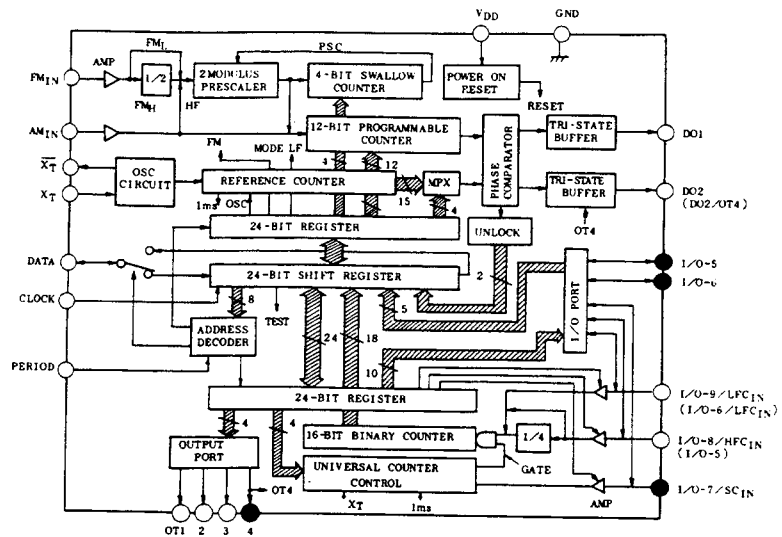 VDD GND
FML PSC
AMP
FMIN 1/2 2MODULUS PRESCALER 4-BIT SWALLOW COUNTER POWER ON RESET
FMH HF RESET
AMIN 12-BIT PROGRAMMABLE COUNTER PHASE COMPARATOR TRI-STATE BUFFER DO1
FM MODE LF 4 12
XT OSC CIRCUIT REFERENCE COUNTER MPX TRI-STATE BUFFER DO2
XT 15 (DO2/OT4)
1ms OSC 4 OT4
24-BIT REGISTER UNLOCK
DATA 24-BIT SHIFT REGISTER 2 I/O PORT I/O-5
I/O-6
CLOCK 8 5
TEST
ADDRESS DECODER 24 18
PERIOD 10
24-BIT REGISTER I/O-9/LFCIN
(I/O-6/LFCIN)
4 4 16-BIT BINARY COUNTER 1/4 I/O-8/HFCIN
(I/O-5)
OUTPUT PORT UNIVERSAL COUNTER CONTROL GATE
OT4 I/O-7/SCIN
XT 1ms AMP
OT1 2 3 4